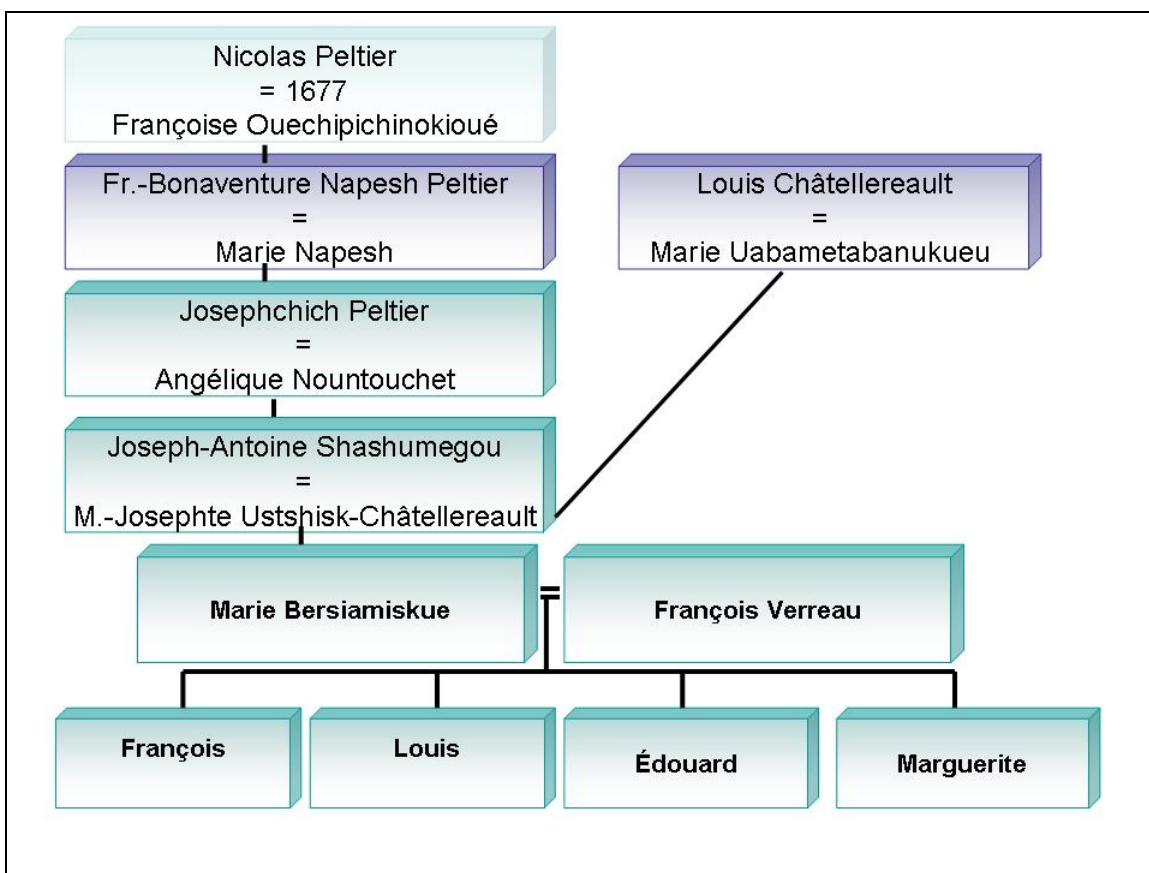 Nicolas Peltier
= 1677
Françoise Ouechipichinokioué
Fr.-Bonaventure Napesh Peltier
=
Marie Napesh
Louis Châtellereault
=
Marie Uabametabanukueu
Josephchich Peltier
=
Angélique Nountouchet
Joseph-Antoine Shashumegou
=
M.-Josephte Ustshisk-Châtellereault
Marie Bersiamiskue
=
François Verreau
François
Louis
Édouard
Marguerite